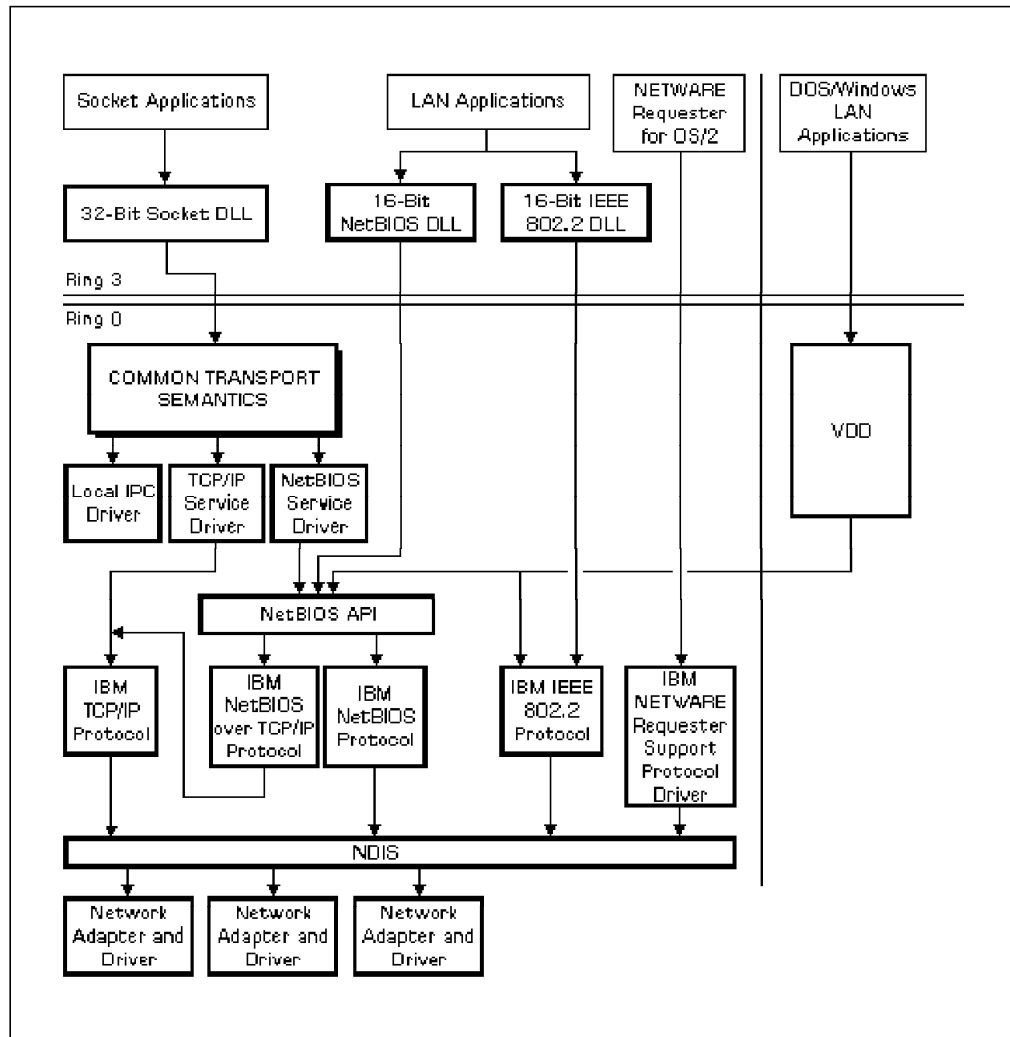 Socket Applications
LAN Applications
NETWARE
Requester
for OS/2
DOS/Windows
LAN
Applications
32-Bit Socket DLL
16-Bit
NetBIOS DLL
16-Bit IEEE
802.2 DLL
Ring 3
Ring 0
COMMON TRANSPORT
SEMANTICS
VDD
Local IPC
Driver
TCP/IP
Service
Driver
NetBIOS
Service
Driver
NetBIOS API
IBM
TCP/IP
Protocol
IBM
NetBIOS
over TCP/IP
Protocol
IBM
NetBIOS
Protocol
IBM IEEE
802.2
Protocol
IBM
NETWARE
Requester
Support
Protocol
Driver
NDIS
Network
Adapter and
Driver
Network
Adapter and
Driver
Network
Adapter and
Driver